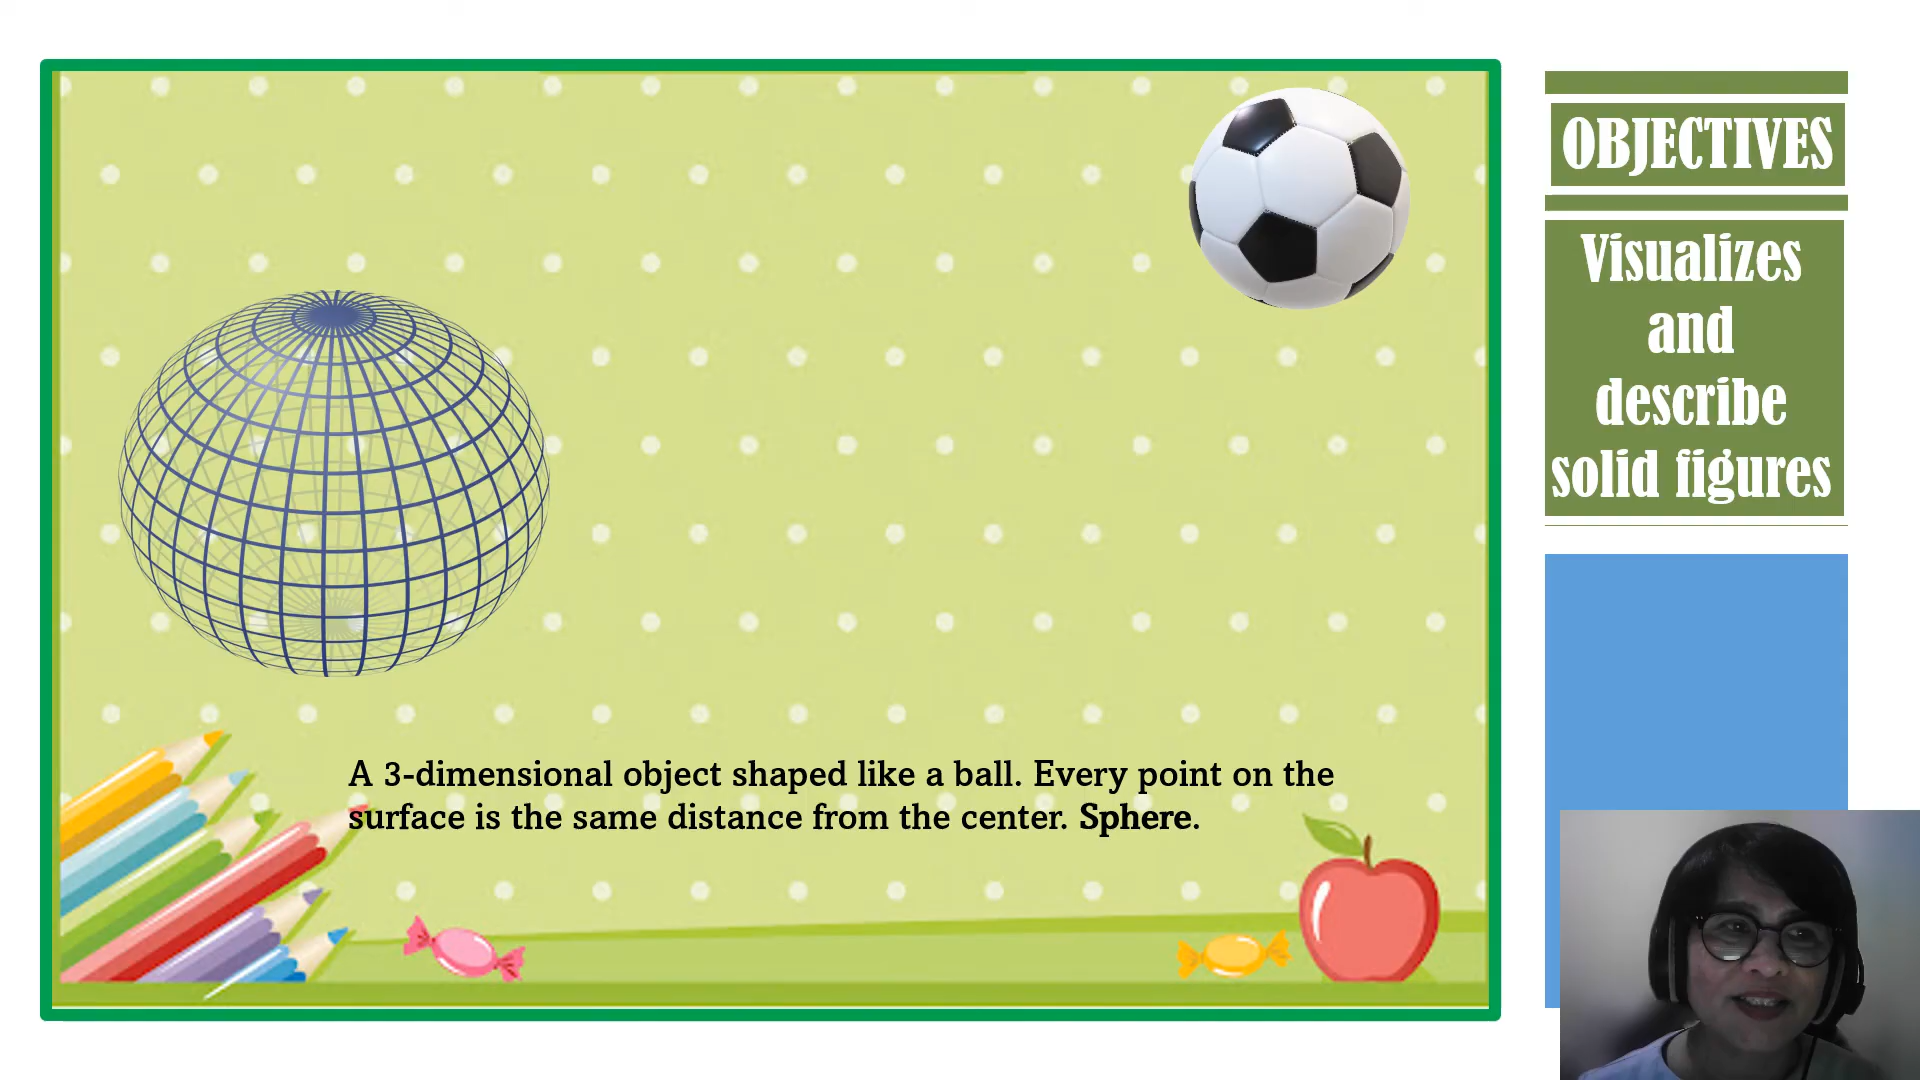 A 3-dimensional object shaped like a ball. Every point on the
surface is the same distance from the center. Sphere.
OBJECTIVES
Visualizes
and
describe
solid figures